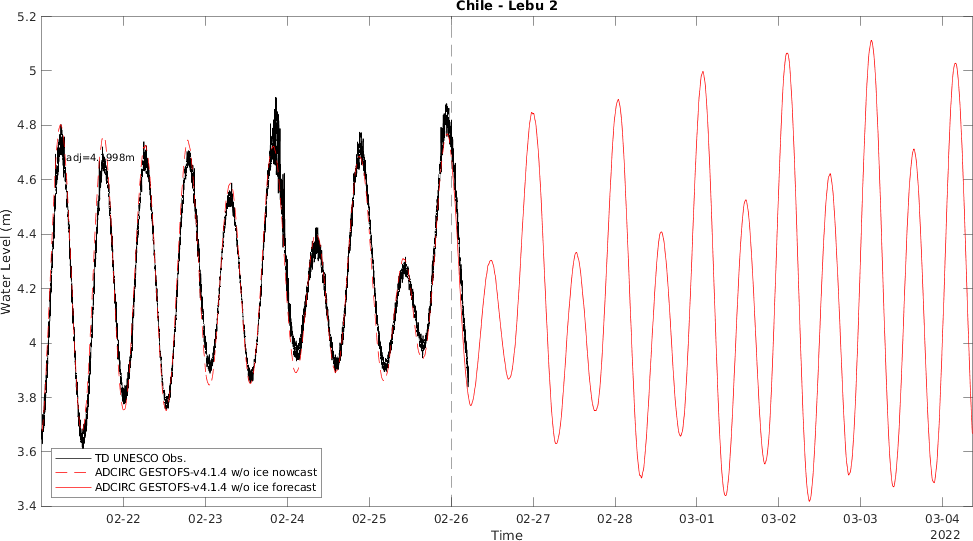 Chile - Lebu 2
5.2
5
4.8
4.6
4.4
4.2
4
3.8
3.6
3.4
Water Level (m)
TD UNESCO Obs.
ADCIRC GESTOFS-v4.1.4 w/o ice nowcast
ADCIRC GESTOFS-v4.1.4 w/o ice forecast
02-22 02-23 02-24 02-25 02-26 02-27 02-28 03-01 03-02 03-03 03-04
2022
Time